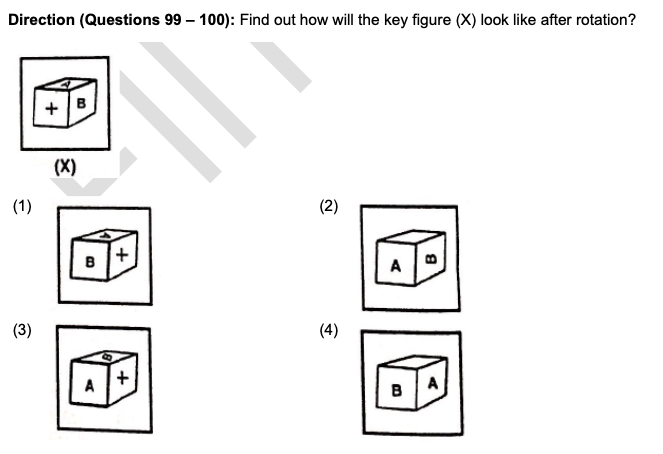 Direction (Questions 99 – 100): Find out how will the key figure (X) look like after rotation?
A
+ B
(X)
(1)
(2)
A
B +
A B
(3)
(4)
B
A +
B A